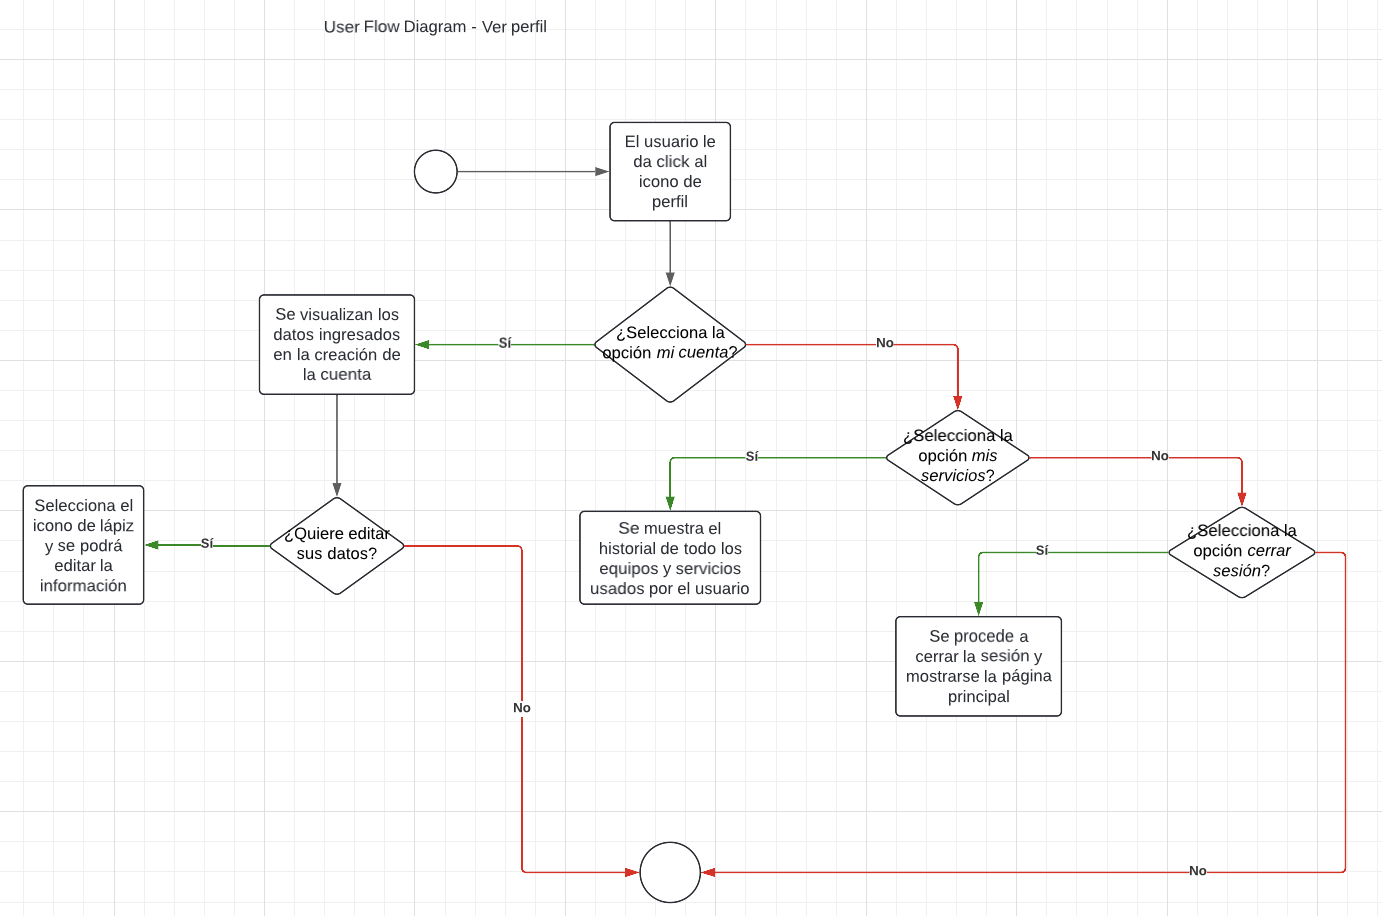 User Flow Diagram - Ver perfil
El usuario le
da click al
icono de
perfil
¿Selecciona la
opción mi cuenta?
Sí
No
Se visualizan los
datos ingresados
en la creación de
la cuenta
¿Selecciona la
opción mis
servicios?
Sí
No
¿Quiere editar
sus datos?
Sí
No
Selecciona el
icono de lápiz
y se podrá
editar la
información
Se muestra el
historial de todo los
equipos y servicios
usados por el usuario
¿Selecciona la
opción cerrar
sesión?
Sí
No
Se procede a
cerrar la sesión y
mostrarse la página
principal